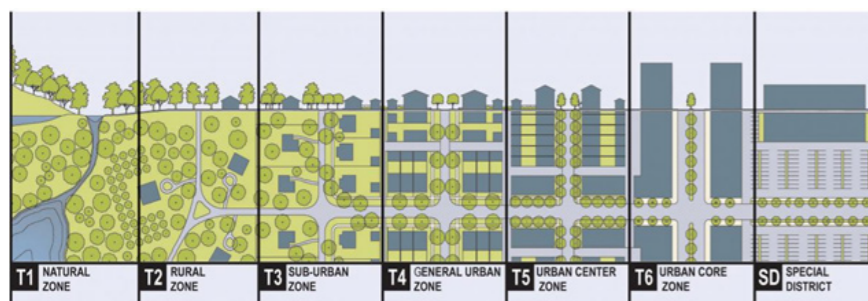 T1 NATURAL
ZONE
T2 RURAL
ZONE
T3 SUB-URBAN
ZONE
T4 GENERAL URBAN
ZONE
T5 URBAN CENTER
ZONE
T6 URBAN CORE
ZONE
SD SPECIAL
DISTRICT